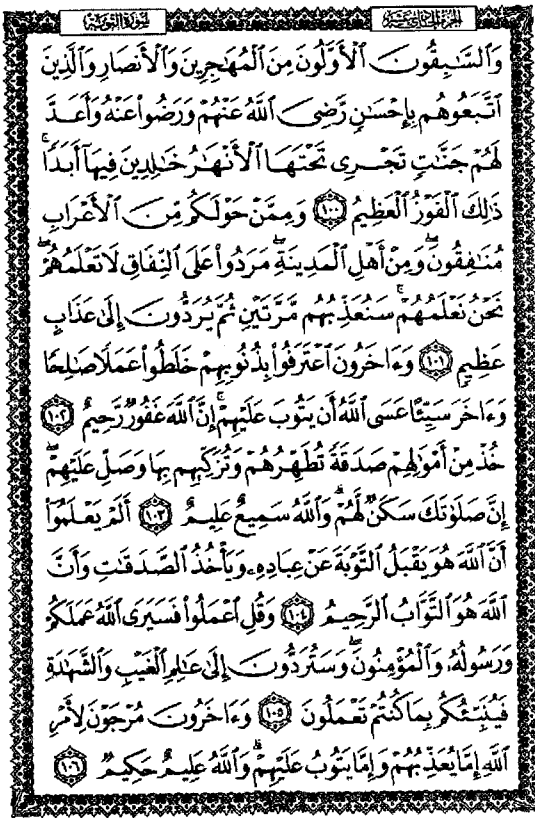 الجزء الحادي عشر
سورة التوبة
وَٱلسَّٰبِقُونَ ٱلْأَوَّلُونَ مِنَ ٱلْمُهَٰجِرِينَ وَٱلْأَنصَارِ وَٱلَّذِينَ
ٱتَّبَعُوهُم بِإِحْسَٰنٍ رَّضِىَ ٱللَّهُ عَنْهُمْ وَرَضُوا۟ عَنْهُ وَأَعَدَّ
لَهُمْ جَنَّٰتٍ تَجْرِى تَحْتَهَا ٱلْأَنْهَٰرُ خَٰلِدِينَ فِيهَآ أَبَدًا ۚ
ذَٰلِكَ ٱلْفَوْزُ ٱلْعَظِيمُ ١٠٠ وَمِمَّنْ حَوْلَكُم مِّنَ ٱلْأَعْرَابِ
مُنَٰفِقُونَ ۖ وَمِنْ أَهْلِ ٱلْمَدِينَةِ ۖ مَرَدُوا۟ عَلَى ٱلنِّفَاقِ لَا تَعْلَمُهُمْ ۖ
نَحْنُ نَعْلَمُهُمْ ۚ سَنُعَذِّبُهُم مَّرَّتَيْنِ ثُمَّ يُرَدُّونَ إِلَىٰ عَذَابٍ
عَظِيمٍ ١٠١ وَءَاخَرُونَ ٱعْتَرَفُوا۟ بِذُنُوبِهِمْ خَلَطُوا۟ عَمَلًا صَٰلِحًا
وَءَاخَرَ سَيِّئًا عَسَى ٱللَّهُ أَن يَتُوبَ عَلَيْهِمْ ۚ إِنَّ ٱللَّهَ غَفُورٌ رَّحِيمٌ ١٠٢
خُذْ مِنْ أَمْوَٰلِهِمْ صَدَقَةً تُطَهِّرُهُمْ وَتُزَكِّيهِم بِهَا وَصَلِّ عَلَيْهِمْ ۖ
إِنَّ صَلَوٰتَكَ سَكَنٌ لَّهُمْ ۗ وَٱللَّهُ سَمِيعٌ عَلِيمٌ ١٠٣ أَلَمْ يَعْلَمُوٓا۟
أَنَّ ٱللَّهَ هُوَ يَقْبَلُ ٱلتَّوْبَةَ عَنْ عِبَادِهِۦ وَيَأْخُذُ ٱلصَّدَقَٰتِ وَأَنَّ
ٱللَّهَ هُوَ ٱلتَّوَّابُ ٱلرَّحِيمُ ١٠٤ وَقُلِ ٱعْمَلُوا۟ فَسَيَرَى ٱللَّهُ عَمَلَكُمْ
وَرَسُولُهُۥ وَٱلْمُؤْمِنُونَ ۖ وَسَتُرَدُّونَ إِلَىٰ عَٰلِمِ ٱلْغَيْبِ وَٱلشَّهَٰدَةِ
فَيُنَبِّئُكُم بِمَا كُنتُمْ تَعْمَلُونَ ١٠٥ وَءَاخَرُونَ مُرْجَوْنَ لِأَمْرِ
ٱللَّهِ إِمَّا يُعَذِّبُهُمْ وَإِمَّا يَتُوبُ عَلَيْهِمْ ۗ وَٱللَّهُ عَلِيمٌ حَكِيمٌ ١٠٦